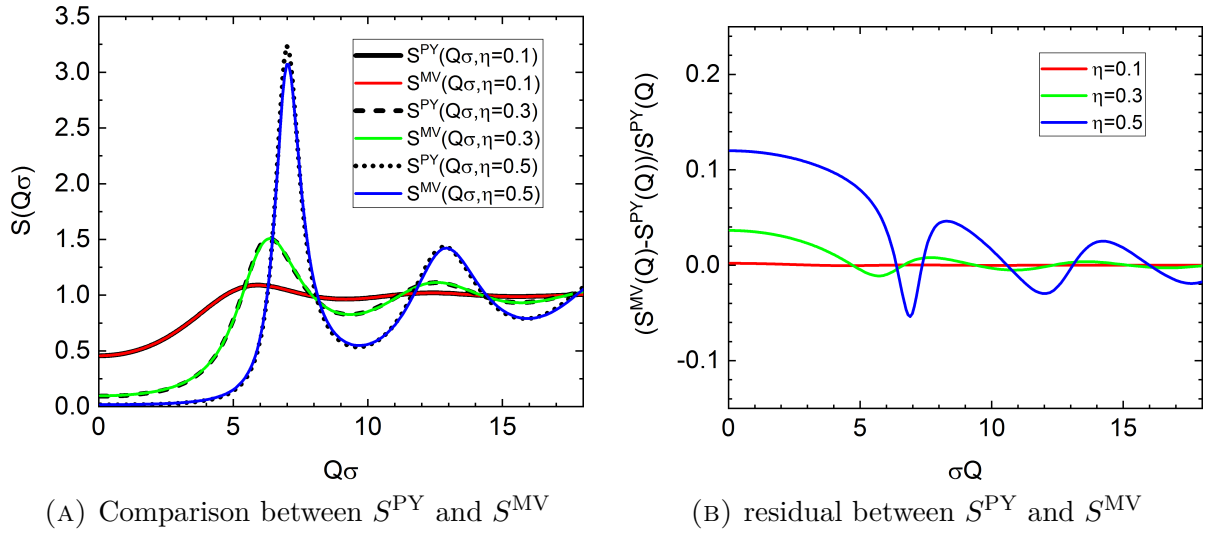 3.5
3.0
2.5
2.0
1.5
1.0
0.5
0.0
0
5
10
15
S(Qσ)
Qσ
S^PY(Qσ,η=0.1)
S^MV(Qσ,η=0.1)
S^PY(Qσ,η=0.3)
S^MV(Qσ,η=0.3)
S^PY(Qσ,η=0.5)
S^MV(Qσ,η=0.5)
(A) Comparison between S^PY and S^MV
0.2
0.1
0.0
-0.1
0
5
10
15
(S^MV(Q)-S^PY(Q))/S^PY(Q)
σQ
η=0.1
η=0.3
η=0.5
(B) residual between S^PY and S^MV